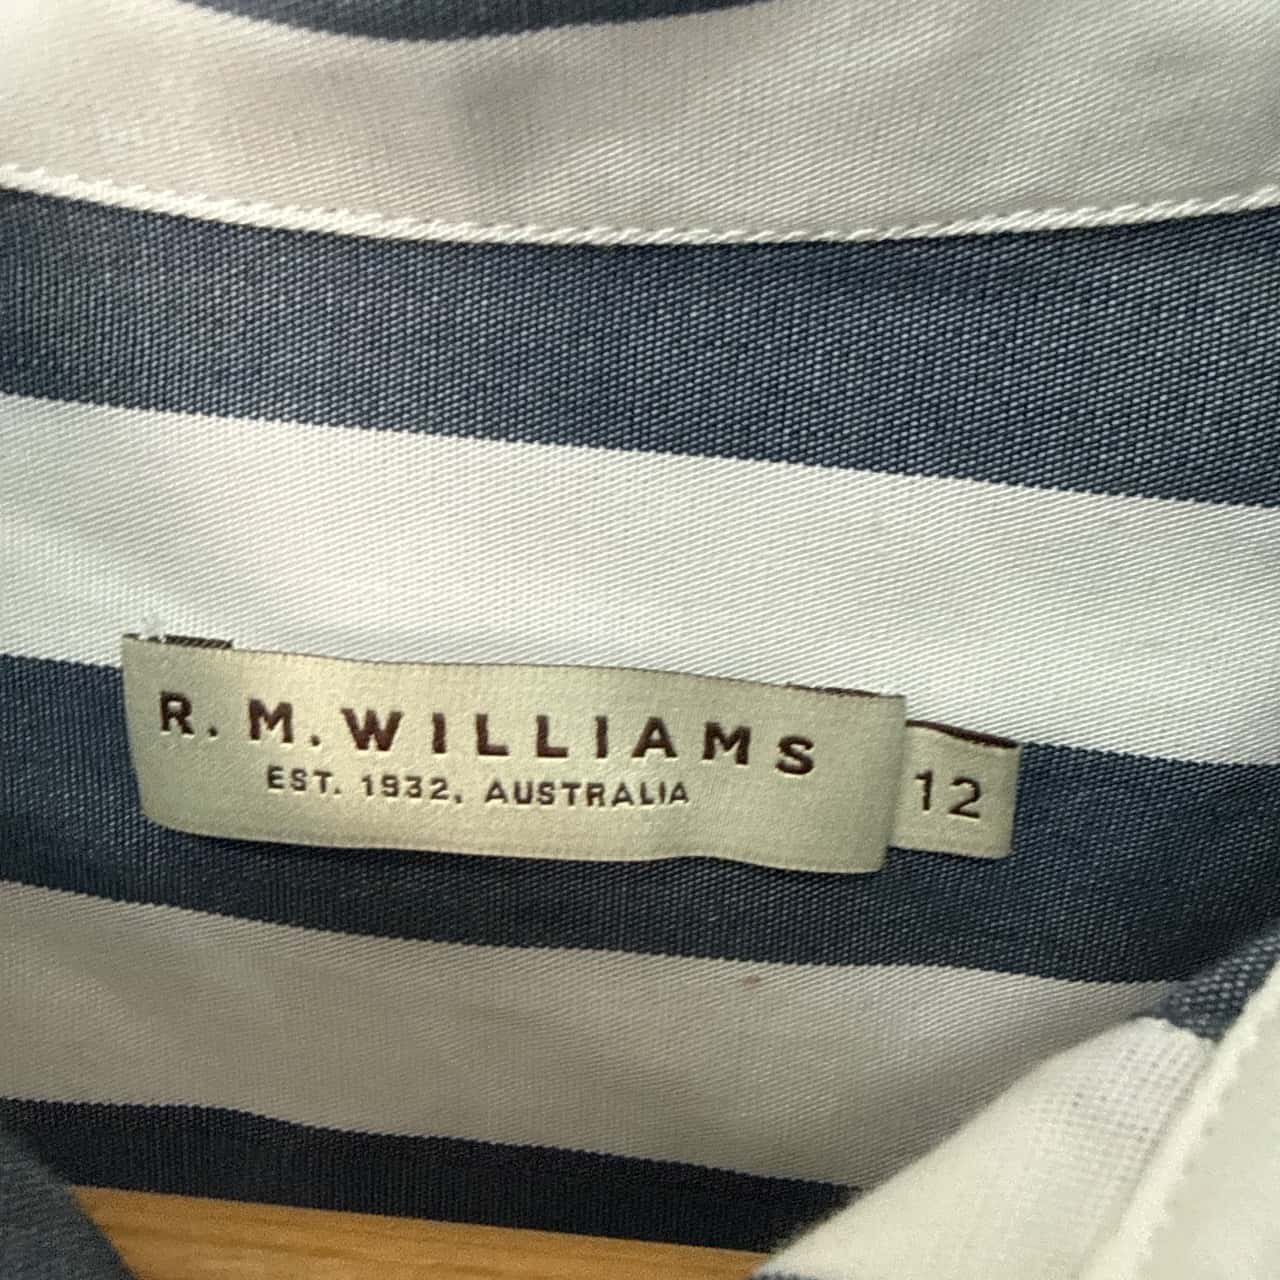 R. M. WILLIAMS
EST. 1932, AUSTRALIA
12